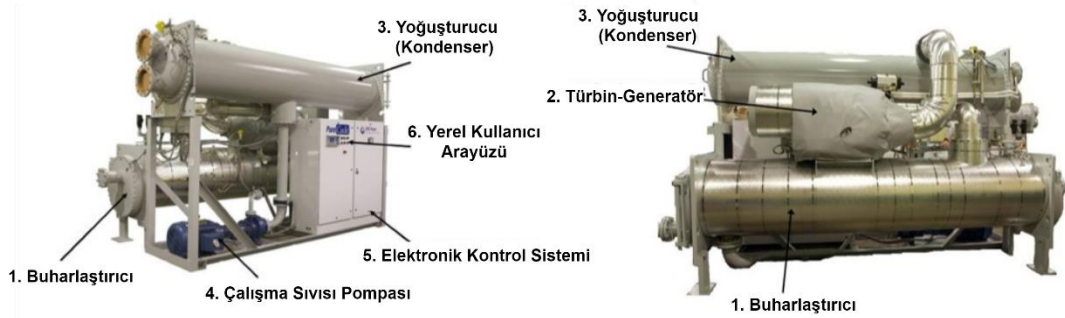 3. Yoğuşturucu
(Kondenser)
6. Yerel Kullanıcı
Arayüzü
5. Elektronik Kontrol Sistemi
1. Buharlaştırıcı
4. Çalışma Sıvısı Pompası
3. Yoğuşturucu
(Kondenser)
2. Türbin-Generatör
1. Buharlaştırıcı